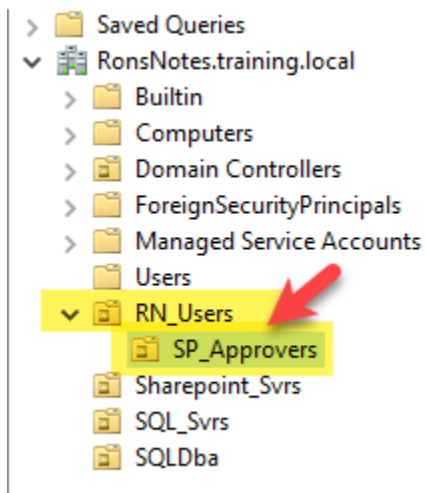 Saved Queries
RonsNotes.training.local
Builtin
Computers
Domain Controllers
ForeignSecurityPrincipals
Managed Service Accounts
Users
RN_Users
SP_Approvers
Sharepoint_Svrs
SQL_Svrs
SQLDba